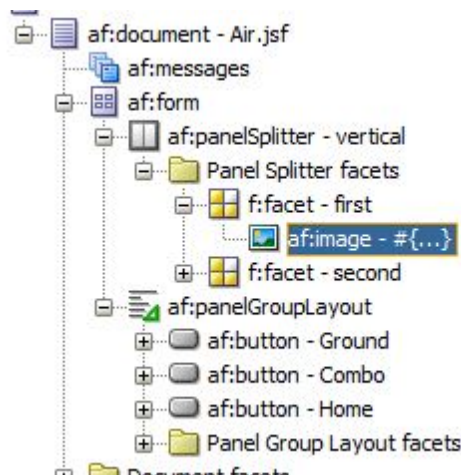 af:document - Air.jsf
af:messages
af:form
af:panelSplitter - vertical
Panel Splitter facets
f:facet - first
af:image - #{...}
f:facet - second
af:panelGroupLayout
af:button - Ground
af:button - Combo
af:button - Home
Panel Group Layout facets
Document facets